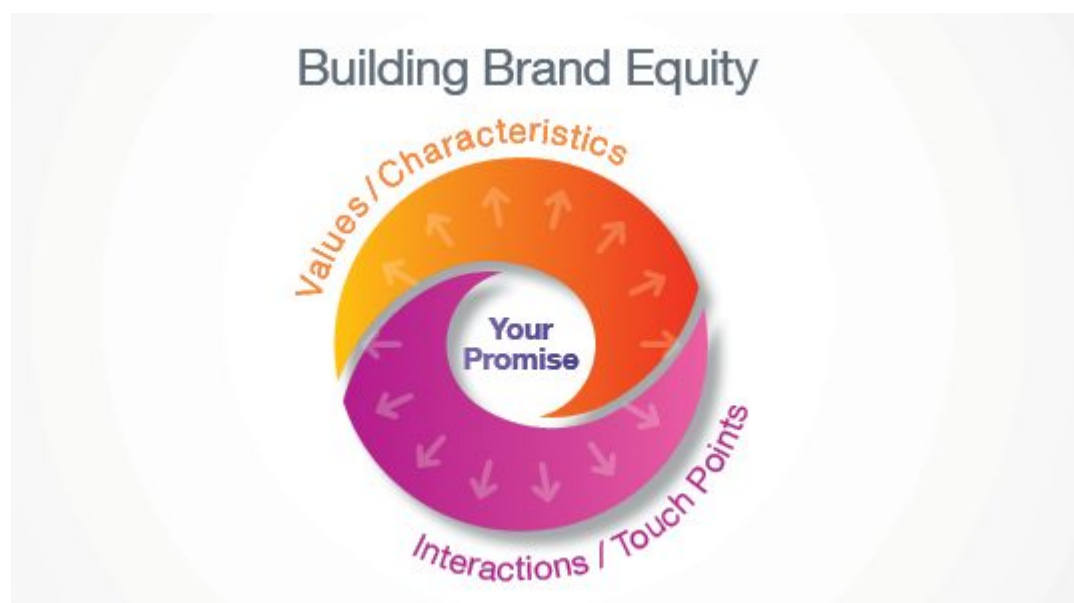 Building Brand Equity
Values / Characteristics
Your
Promise
Interactions / Touch Points